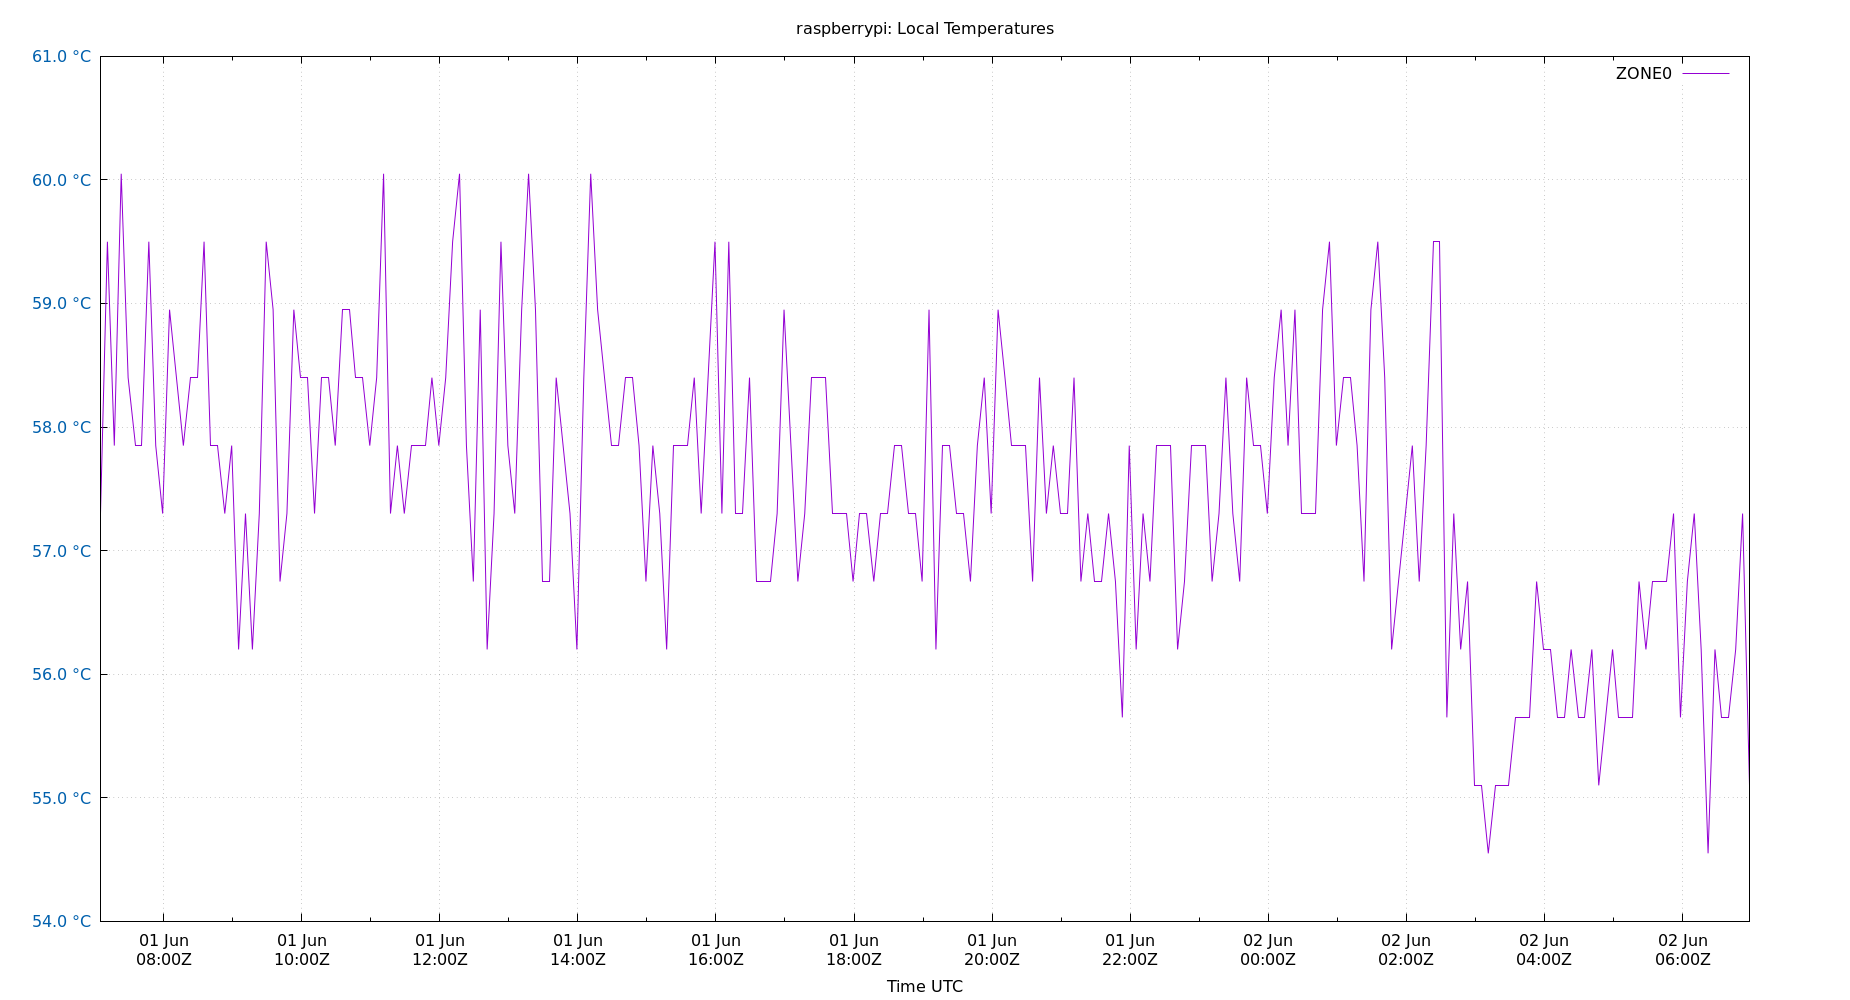 raspberrypi: Local Temperatures
61.0 °C
ZONE0
60.0 °C
59.0 °C
58.0 °C
57.0 °C
56.0 °C
55.0 °C
54.0 °C
01 Jun 01 Jun 01 Jun 01 Jun 01 Jun 01 Jun 01 Jun 01 Jun 02 Jun 02 Jun 02 Jun 02 Jun
08:00Z 10:00Z 12:00Z 14:00Z 16:00Z 18:00Z 20:00Z 22:00Z 00:00Z 02:00Z 04:00Z 06:00Z
Time UTC